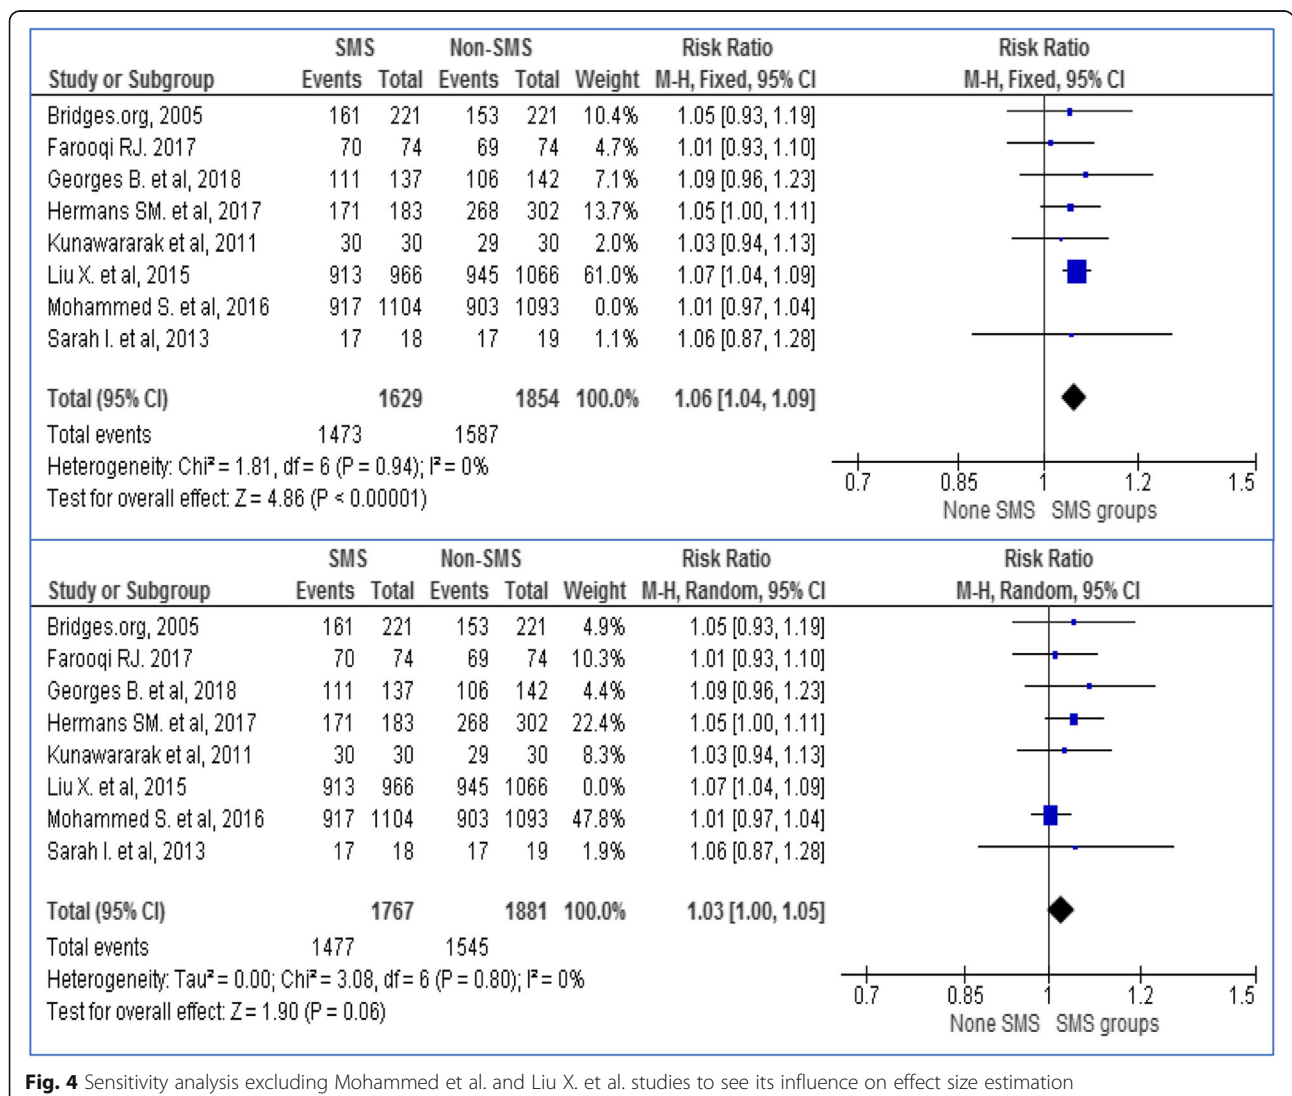 SMS Non-SMS Risk Ratio Risk Ratio
Study or Subgroup Events Total Events Total Weight M-H, Fixed, 95% CI M-H, Fixed, 95% CI
Bridges.org, 2005 161 221 153 221 10.4% 1.05 [0.93, 1.19]
Farooqi RJ. 2017 70 74 69 74 4.7% 1.01 [0.93, 1.10]
Georges B. et al, 2018 111 137 106 142 7.1% 1.09 [0.96, 1.23]
Hermans SM. et al, 2017 171 183 268 302 13.7% 1.05 [1.00, 1.11]
Kunawararak et al, 2011 30 30 29 30 2.0% 1.03 [0.94, 1.13]
Liu X. et al, 2015 913 966 945 1066 61.0% 1.07 [1.04, 1.09]
Mohammed S. et al, 2016 917 1104 903 1093 0.0% 1.01 [0.97, 1.04]
Sarah I. et al, 2013 17 18 17 19 1.1% 1.06 [0.87, 1.28]
Total (95% CI) 1629 1854 100.0% 1.06 [1.04, 1.09]
Total events 1473 1587
Heterogeneity: Chi² = 1.81, df = 6 (P = 0.94); I² = 0%
Test for overall effect: Z = 4.86 (P < 0.00001)
0.7 0.85 1 1.2 1.5
None SMS SMS groups
SMS Non-SMS Risk Ratio Risk Ratio
Study or Subgroup Events Total Events Total Weight M-H, Random, 95% CI M-H, Random, 95% CI
Bridges.org, 2005 161 221 153 221 4.9% 1.05 [0.93, 1.19]
Farooqi RJ. 2017 70 74 69 74 10.3% 1.01 [0.93, 1.10]
Georges B. et al, 2018 111 137 106 142 4.4% 1.09 [0.96, 1.23]
Hermans SM. et al, 2017 171 183 268 302 22.4% 1.05 [1.00, 1.11]
Kunawararak et al, 2011 30 30 29 30 8.3% 1.03 [0.94, 1.13]
Liu X. et al, 2015 913 966 945 1066 0.0% 1.07 [1.04, 1.09]
Mohammed S. et al, 2016 917 1104 903 1093 47.8% 1.01 [0.97, 1.04]
Sarah I. et al, 2013 17 18 17 19 1.9% 1.06 [0.87, 1.28]
Total (95% CI) 1767 1881 100.0% 1.03 [1.00, 1.05]
Total events 1477 1545
Heterogeneity: Tau² = 0.00; Chi² = 3.08, df = 6 (P = 0.80); I² = 0%
Test for overall effect: Z = 1.90 (P = 0.06)
0.7 0.85 1 1.2 1.5
None SMS SMS groups
Fig. 4 Sensitivity analysis excluding Mohammed et al. and Liu X. et al. studies to see its influence on effect size estimation